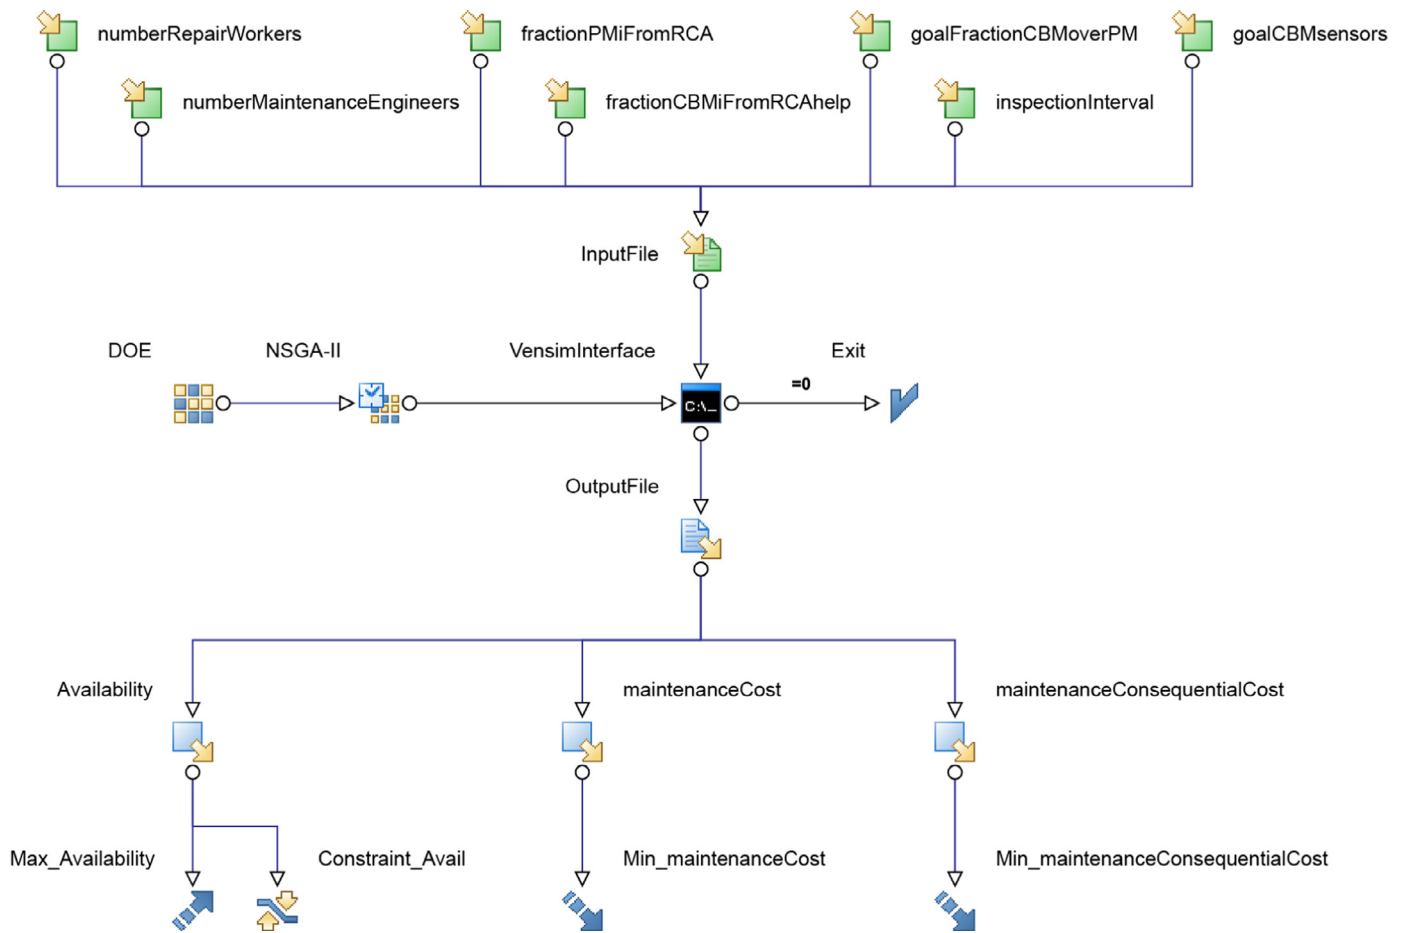 numberRepairWorkers
fractionPMiFromRCA
goalFractionCBMoverPM
goalCBMsensors
numberMaintenanceEngineers
fractionCBMiFromRCAhelp
inspectionInterval
InputFile
DOE
NSGA-II
VensimInterface
Exit
=0
C:\_
OutputFile
Availability
maintenanceCost
maintenanceConsequentialCost
Max_Availability
Constraint_Avail
Min_maintenanceCost
Min_maintenanceConsequentialCost